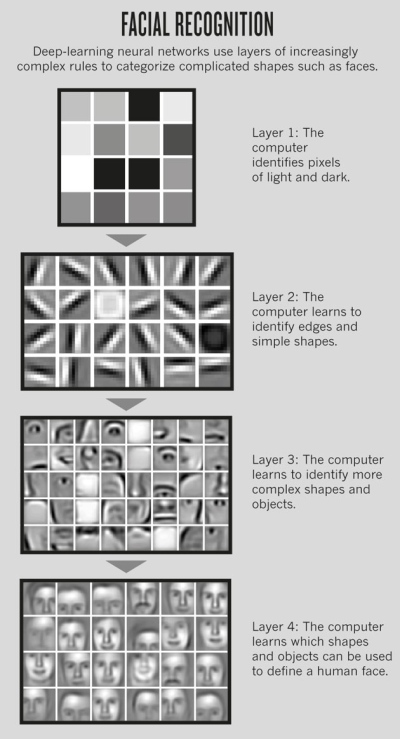 FACIAL RECOGNITION
Deep-learning neural networks use layers of increasingly
complex rules to categorize complicated shapes such as faces.
Layer 1: The
computer
identifies pixels
of light and dark.
Layer 2: The
computer learns to
identify edges and
simple shapes.
Layer 3: The computer
learns to identify more
complex shapes and
objects.
Layer 4: The computer
learns which shapes
and objects can be used
to define a human face.